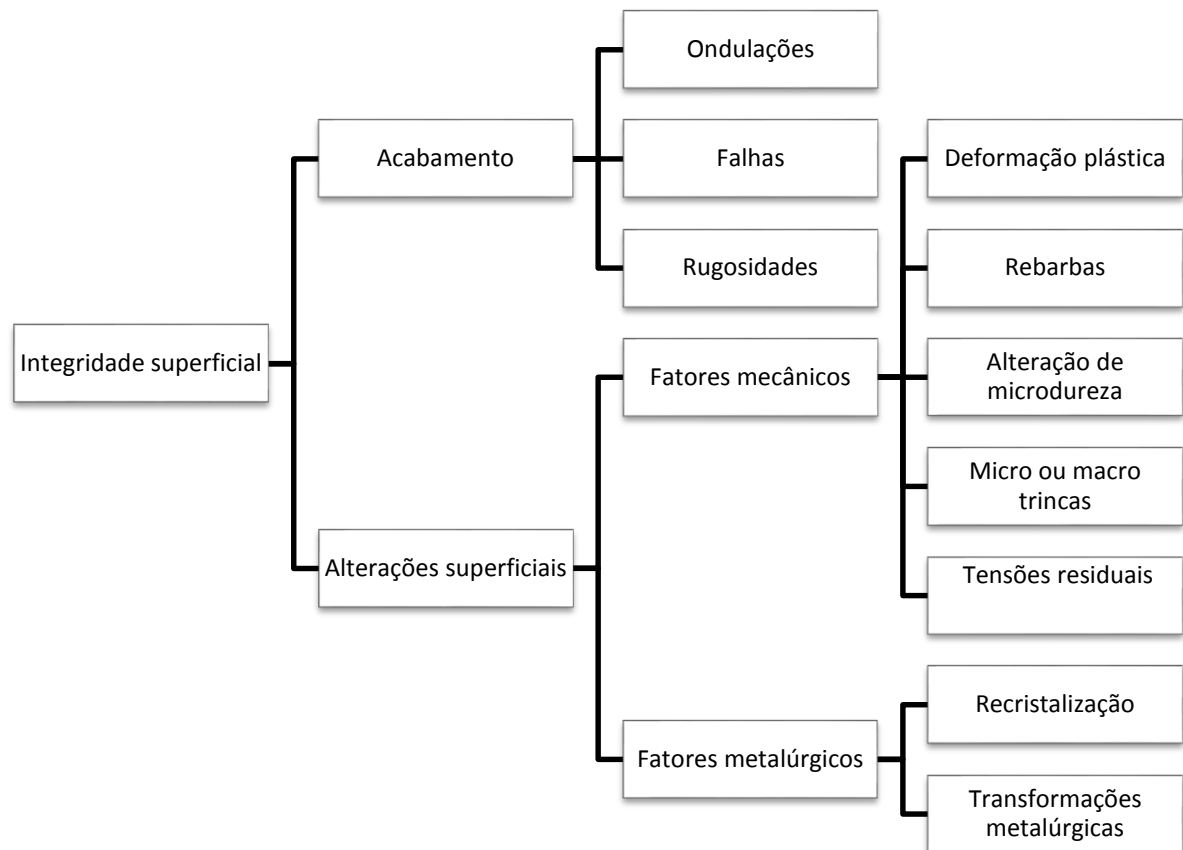 Ondulações
Acabamento
Falhas
Deformação plástica
Rugosidades
Rebarbas
Integridade superficial
Fatores mecânicos
Alteração de
microdureza
Micro ou macro
trincas
Alterações superficiais
Tensões residuais
Recristalização
Fatores metalúrgicos
Transformações
metalúrgicas